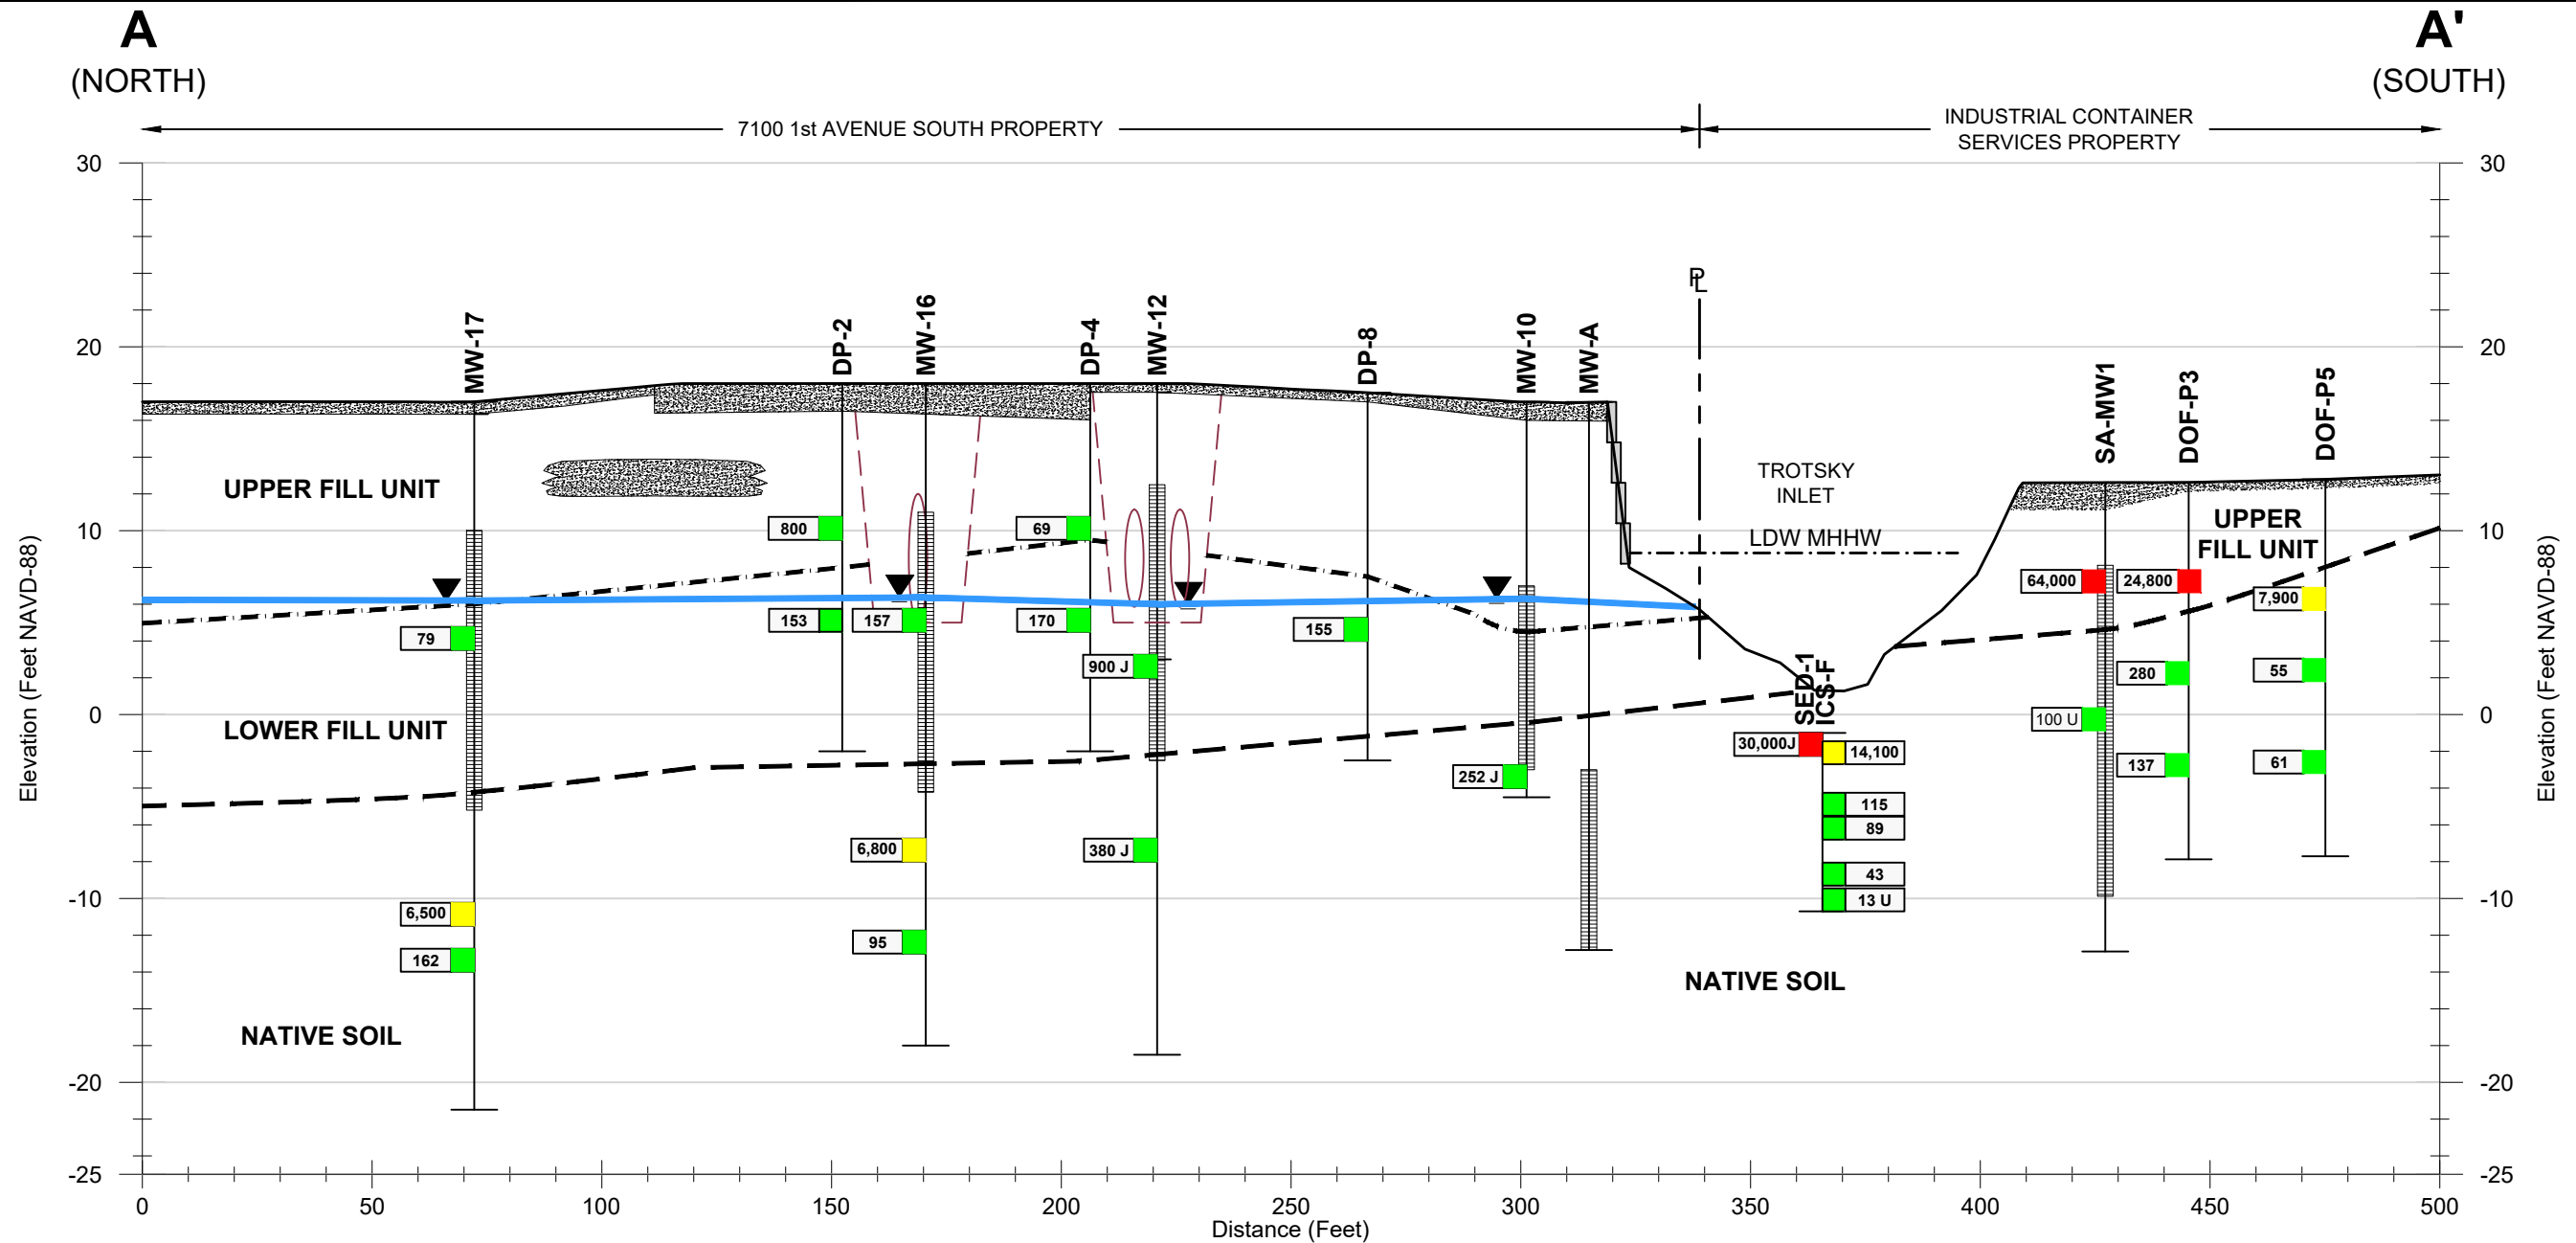 A
A'
(NORTH)
(SOUTH)
7100 1st AVENUE SOUTH PROPERTY
INDUSTRIAL CONTAINER
SERVICES PROPERTY
30
30
PL
20
20
MW-17
DP-2
MW-16
DP-4
MW-12
DP-8
MW-10
MW-A
SA-MW1
DOF-P3
DOF-P5
TROTSKY
INLET
UPPER FILL UNIT
10
10
800
69
LDW MHHW
UPPER
FILL UNIT
64,000
24,800
7,900
79
153
157
170
155
900 J
280
55
SED-1
ICS-F
0
0
LOWER FILL UNIT
100 U
30,000J
14,100
252 J
137
61
115
89
6,800
380 J
43
13 U
-10
-10
6,500
95
162
NATIVE SOIL
NATIVE SOIL
-20
-20
-25
-25
Elevation (Feet NAVD-88)
Elevation (Feet NAVD-88)
0
50
100
150
200
250
300
350
400
450
500
Distance (Feet)